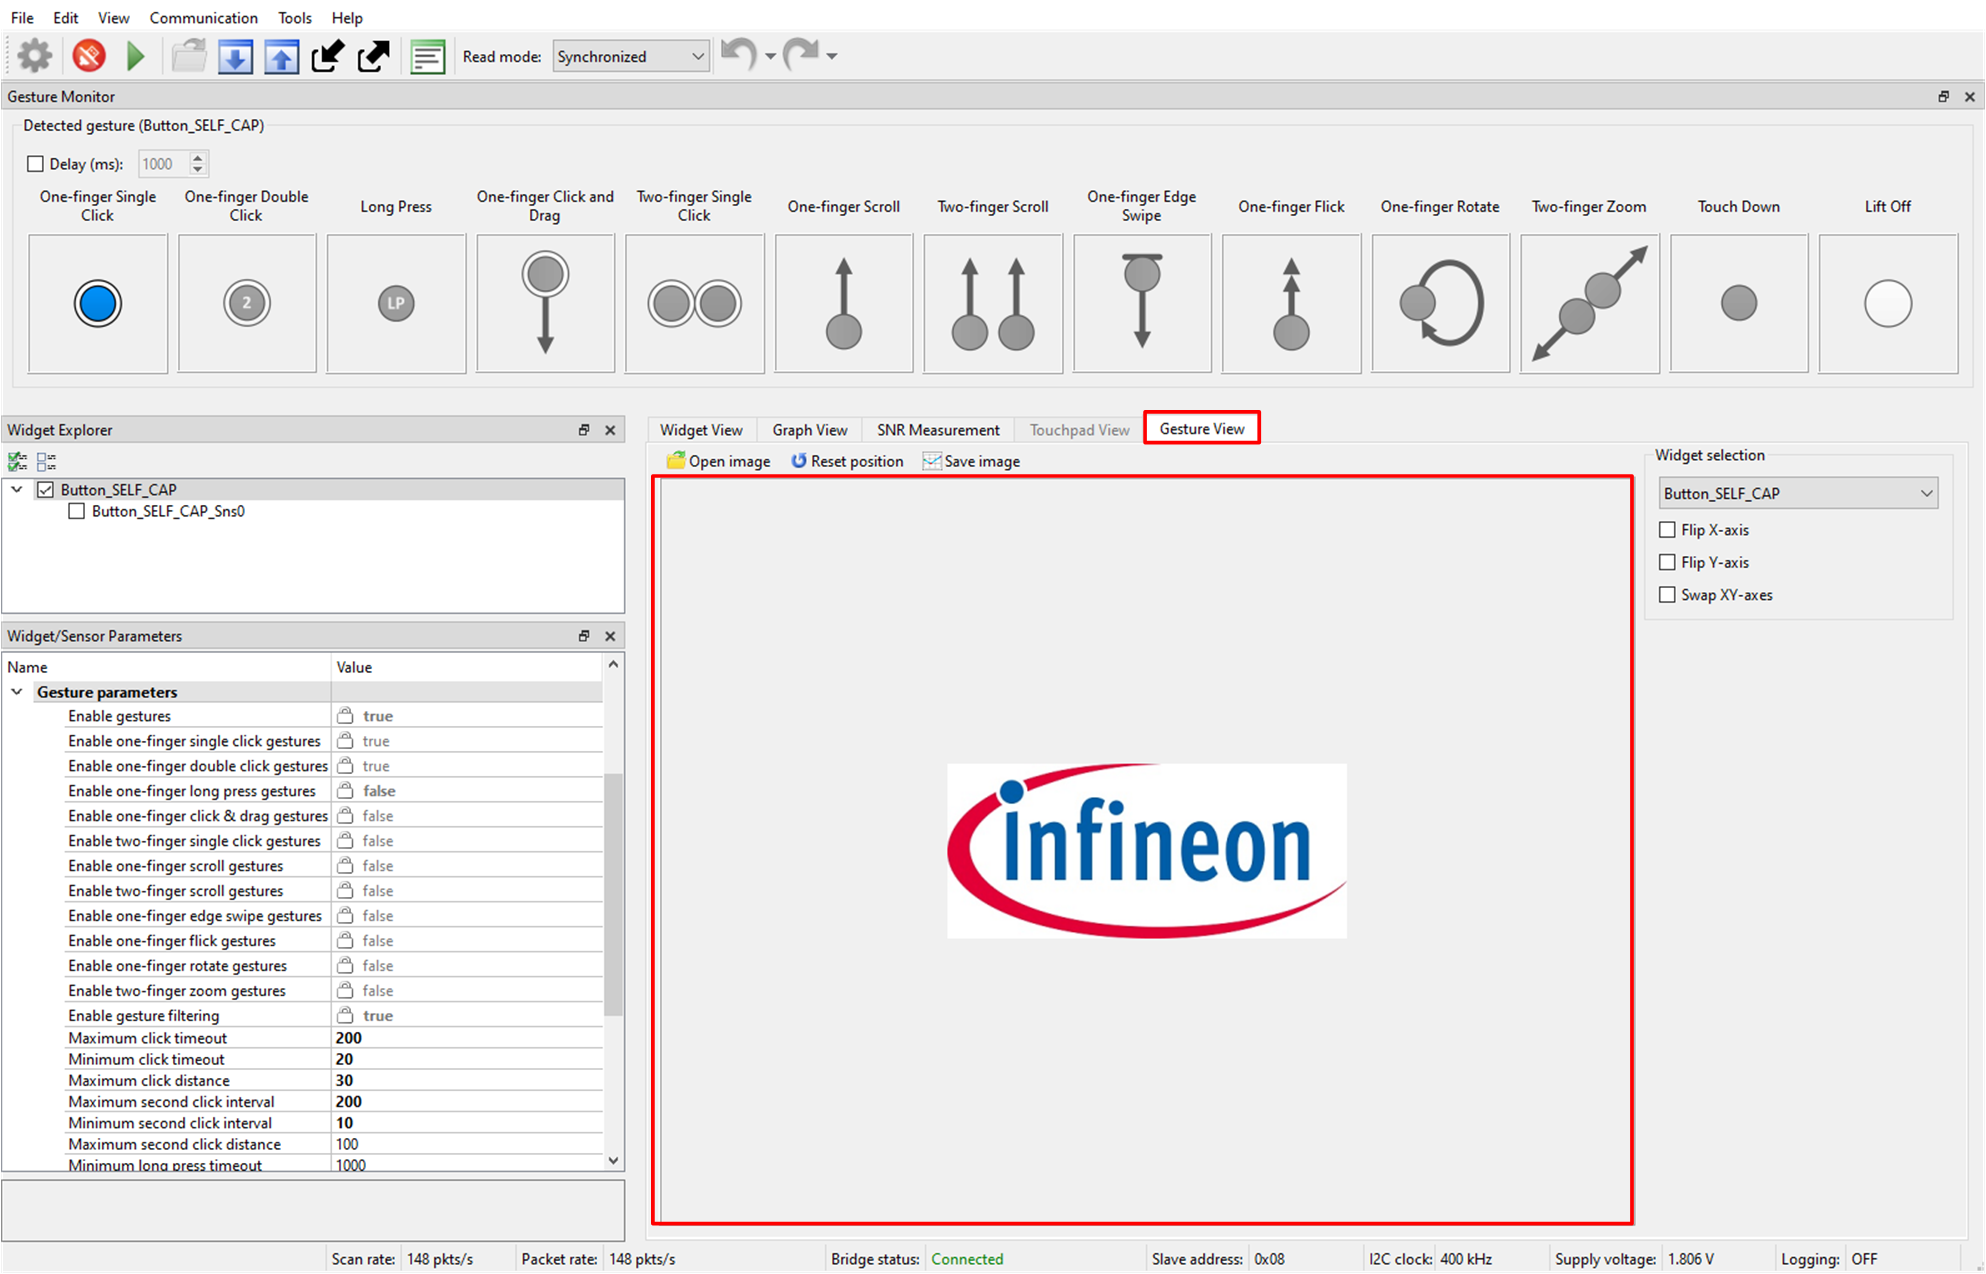 File Edit View Communication Tools Help
Read mode: Synchronized
Gesture Monitor
Detected gesture (Button_SELF_CAP)
Delay (ms): 1000
One-finger Single Click
One-finger Double Click
Long Press
One-finger Click and Drag
Two-finger Single Click
One-finger Scroll
Two-finger Scroll
One-finger Edge Swipe
One-finger Flick
One-finger Rotate
Two-finger Zoom
Touch Down
Lift Off
2
LP
Widget Explorer
Button_SELF_CAP
Button_SELF_CAP_Sns0
Widget/Sensor Parameters
Name Value
Gesture parameters
Enable gestures true
Enable one-finger single click gestures true
Enable one-finger double click gestures true
Enable one-finger long press gestures false
Enable one-finger click & drag gestures false
Enable two-finger single click gestures false
Enable one-finger scroll gestures false
Enable two-finger scroll gestures false
Enable one-finger edge swipe gestures false
Enable one-finger flick gestures false
Enable one-finger rotate gestures false
Enable two-finger zoom gestures false
Enable gesture filtering true
Maximum click timeout 200
Minimum click timeout 20
Maximum click distance 30
Maximum second click interval 200
Minimum second click interval 10
Maximum second click distance 100
Minimum long press timeout 1000
Widget View Graph View SNR Measurement Touchpad View Gesture View
Open image Reset position Save image
infineon
Widget selection
Button_SELF_CAP
Flip X-axis
Flip Y-axis
Swap XY-axes
Scan rate: 148 pkts/s Packet rate: 148 pkts/s Bridge status: Connected Slave address: 0x08 I2C clock: 400 kHz Supply voltage: 1.806 V Logging: OFF